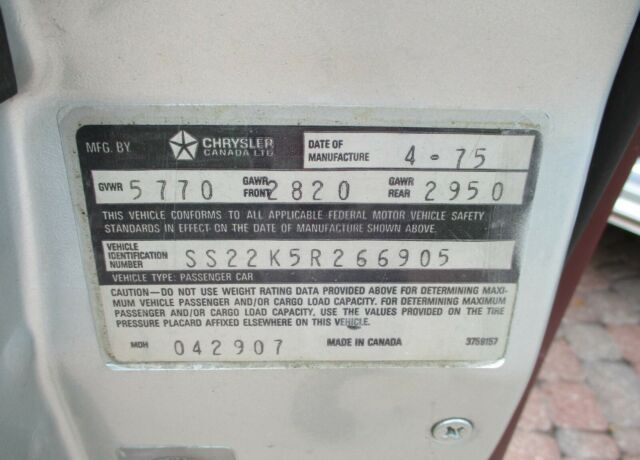 MFG. BY CHRYSLER CANADA LTD. DATE OF MANUFACTURE 4-75
GVWR 5770 GAWR FRONT 2820 GAWR REAR 2950
THIS VEHICLE CONFORMS TO ALL APPLICABLE FEDERAL MOTOR VEHICLE SAFETY
STANDARDS IN EFFECT ON THE DATE OF MANUFACTURE SHOWN ABOVE.
VEHICLE IDENTIFICATION NUMBER SS22K5R266905
VEHICLE TYPE: PASSENGER CAR
CAUTION—DO NOT USE WEIGHT RATING DATA PROVIDED ABOVE FOR DETERMINING MAXI-
MUM VEHICLE PASSENGER AND/OR CARGO LOAD CAPACITY. FOR DETERMINING MAXIMUM
PASSENGER AND/OR CARGO LOAD CAPACITY, USE THE VALUES PROVIDED ON THE TIRE
PRESSURE PLACARD AFFIXED ELSEWHERE ON THIS VEHICLE.
MDH 042907 MADE IN CANADA 3759157